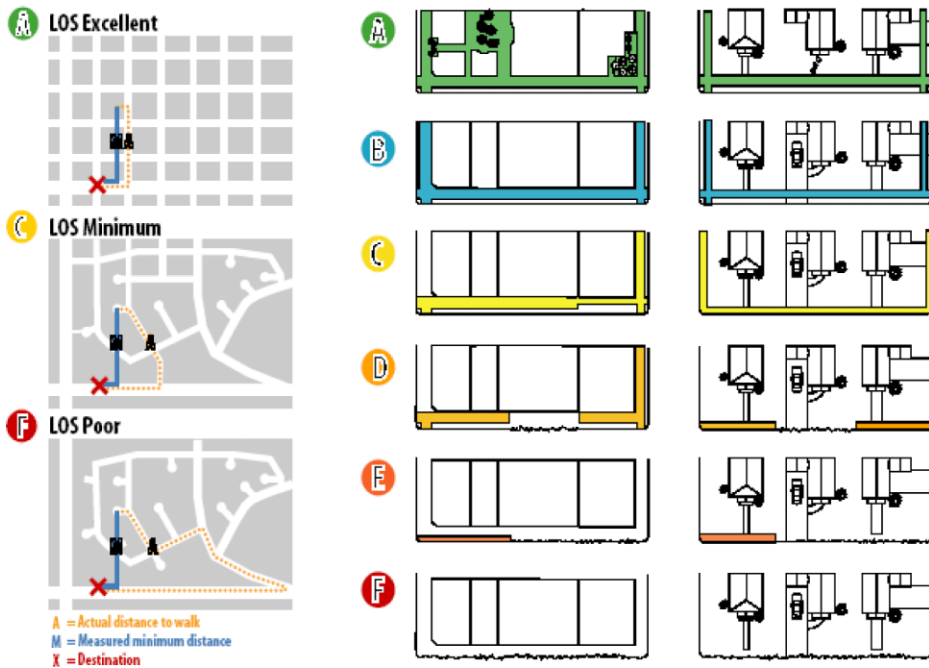 A LOS Excellent
M A
X
C LOS Minimum
M A
X
F LOS Poor
M A
X
A = Actual distance to walk
M = Measured minimum distance
X = Destination
A
B
C
D
E
F